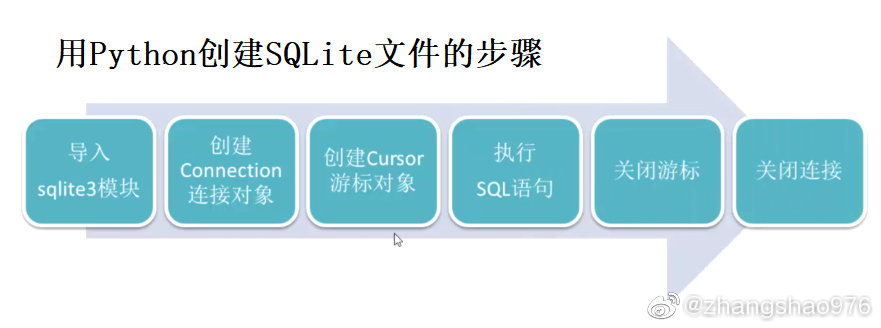 用Python创建SQLite文件的步骤
导入
sqlite3模块
创建
Connection
连接对象
创建Cursor
游标对象
执行
SQL语句
关闭游标
关闭连接
@zhangshao976